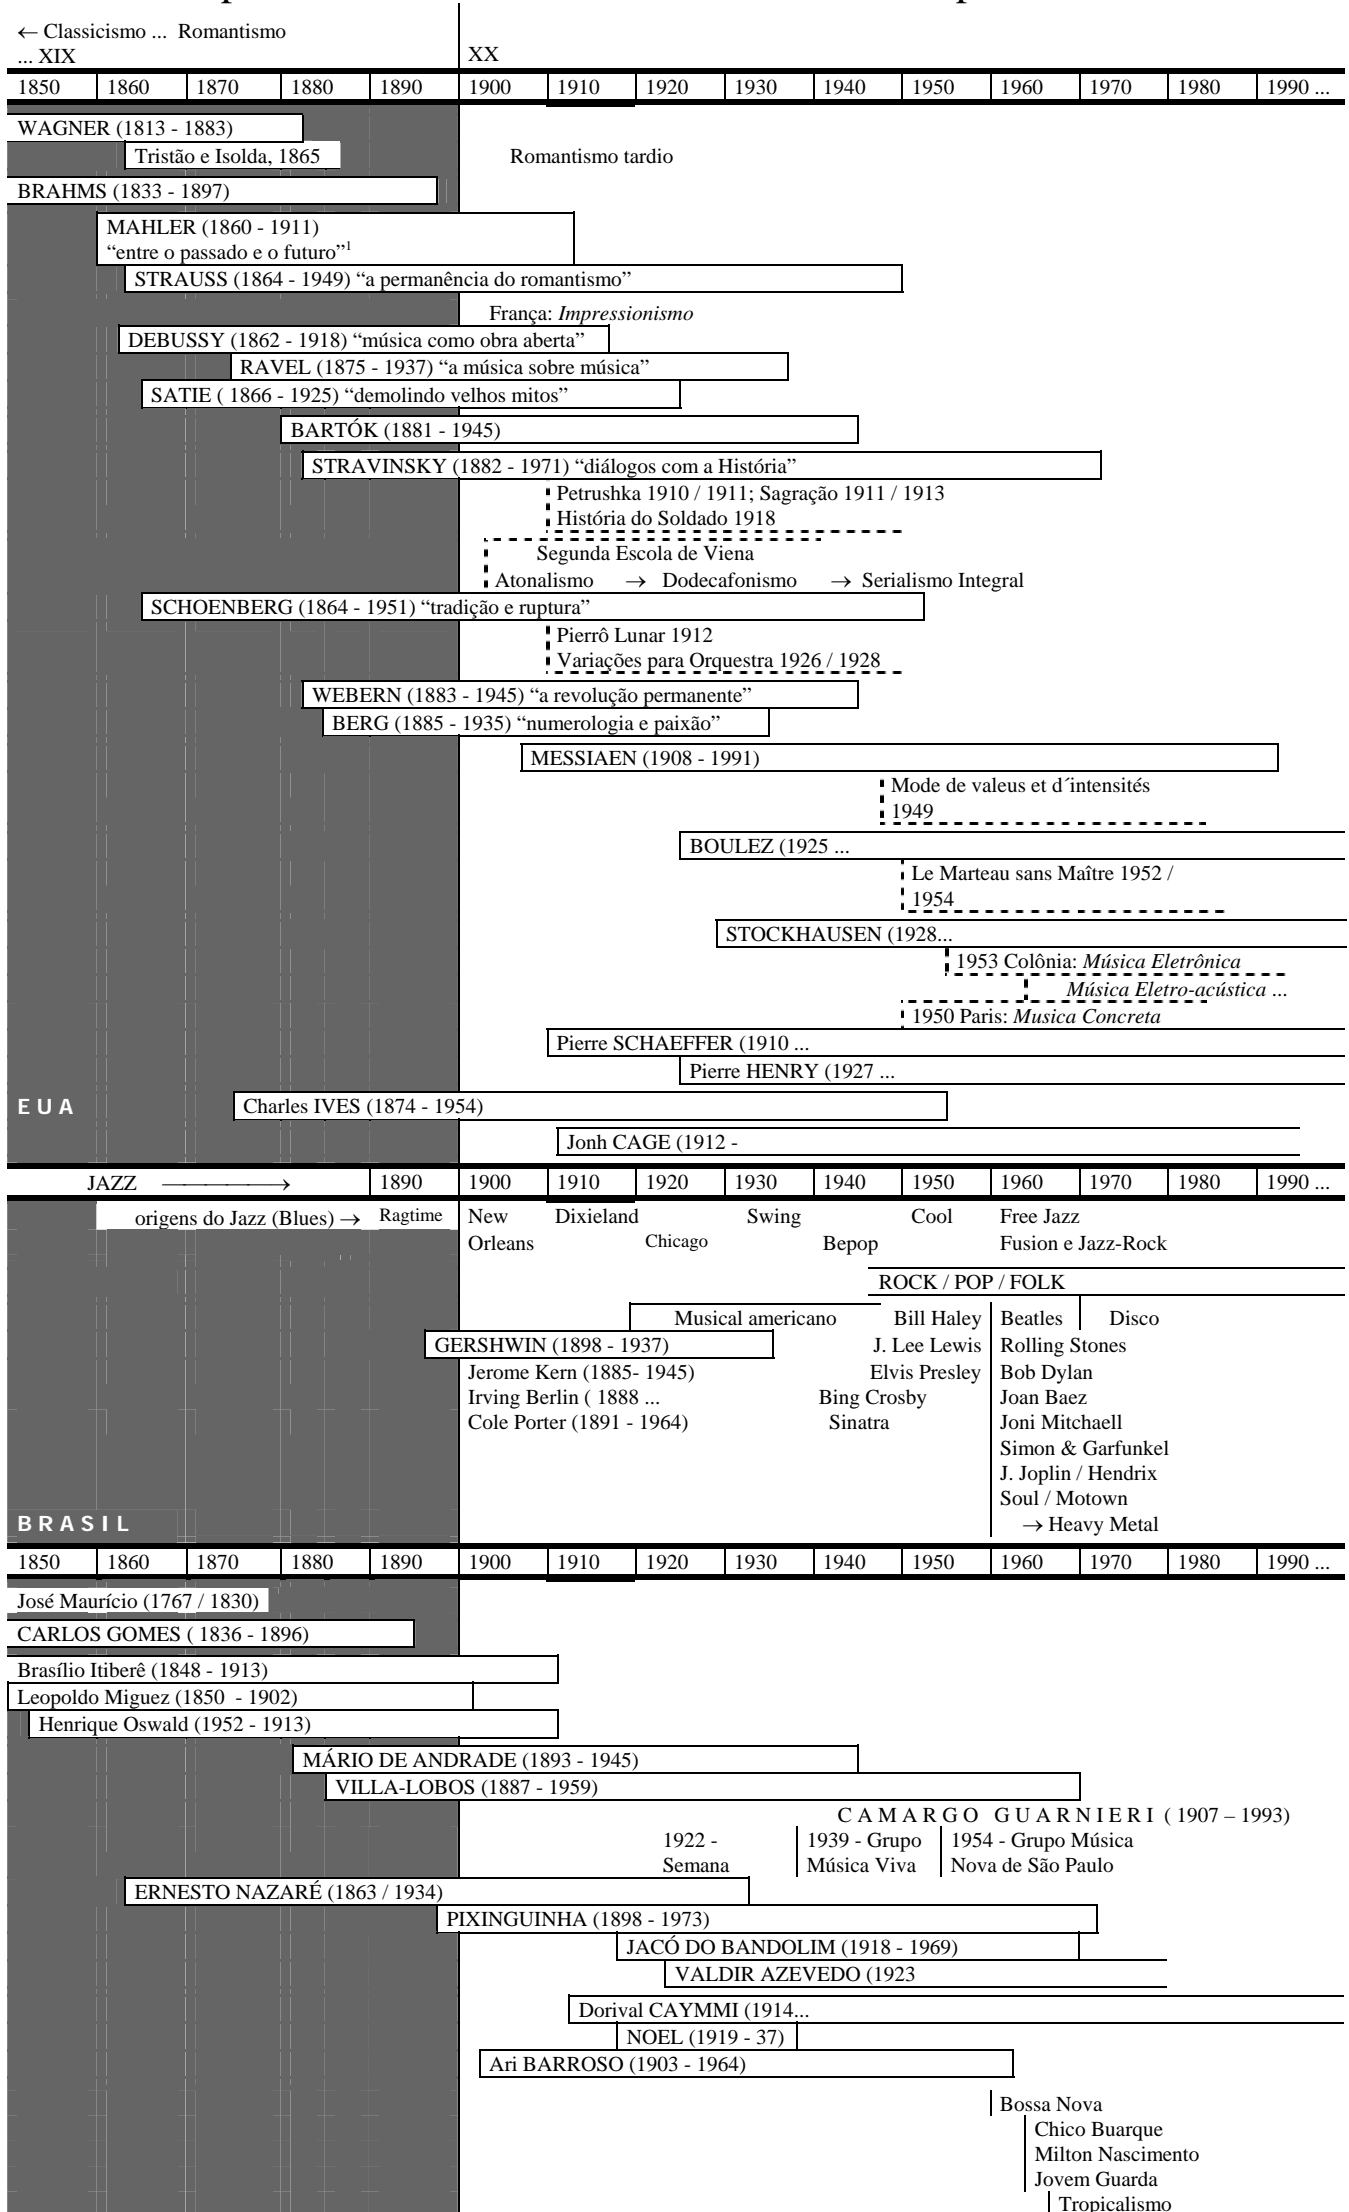 ← Classicismo ... Romantismo
... XIX
XX
1850 1860 1870 1880 1890 1900 1910 1920 1930 1940 1950 1960 1970 1980 1990 ...
WAGNER (1813 - 1883)
Tristão e Isolda, 1865
Romantismo tardio
BRAHMS (1833 - 1897)
MAHLER (1860 - 1911)
“entre o passado e o futuro”1
STRAUSS (1864 - 1949) “a permanência do romantismo”
França: Impressionismo
DEBUSSY (1862 - 1918) “música como obra aberta”
RAVEL (1875 - 1937) “a música sobre música”
SATIE ( 1866 - 1925) “demolindo velhos mitos”
BARTÓK (1881 - 1945)
STRAVINSKY (1882 - 1971) “diálogos com a História”
Petrushka 1910 / 1911; Sagração 1911 / 1913
História do Soldado 1918
Segunda Escola de Viena
Atonalismo → Dodecafonismo → Serialismo Integral
SCHOENBERG (1864 - 1951) “tradição e ruptura”
Pierrô Lunar 1912
Variações para Orquestra 1926 / 1928
WEBERN (1883 - 1945) “a revolução permanente”
BERG (1885 - 1935) “numerologia e paixão”
MESSIAEN (1908 - 1991)
Mode de valeus et d´intensités
1949
BOULEZ (1925 ...
Le Marteau sans Maître 1952 /
1954
STOCKHAUSEN (1928...
1953 Colônia: Música Eletrônica
Música Eletro-acústica ...
1950 Paris: Musica Concreta
Pierre SCHAEFFER (1910 ...
Pierre HENRY (1927 ...
EUA
Charles IVES (1874 - 1954)
Jonh CAGE (1912 -
JAZZ → 1890 1900 1910 1920 1930 1940 1950 1960 1970 1980 1990 ...
origens do Jazz (Blues) → Ragtime New Dixieland Swing Cool Free Jazz
Orleans Chicago Bepop Fusion e Jazz-Rock
ROCK / POP / FOLK
Musical americano Bill Haley Beatles Disco
GERSHWIN (1898 - 1937) J. Lee Lewis Rolling Stones
Jerome Kern (1885- 1945) Elvis Presley Bob Dylan
Irving Berlin ( 1888 ... Bing Crosby Joan Baez
Cole Porter (1891 - 1964) Sinatra Joni Mitchaell
Simon & Garfunkel
J. Joplin / Hendrix
Soul / Motown
BRASIL → Heavy Metal
1850 1860 1870 1880 1890 1900 1910 1920 1930 1940 1950 1960 1970 1980 1990 ...
José Maurício (1767 / 1830)
CARLOS GOMES ( 1836 - 1896)
Brasílio Itiberê (1848 - 1913)
Leopoldo Miguez (1850 - 1902)
Henrique Oswald (1952 - 1913)
MÁRIO DE ANDRADE (1893 - 1945)
VILLA-LOBOS (1887 - 1959)
CAMARGO GUARNIERI ( 1907 – 1993)
1922 - 1939 - Grupo 1954 - Grupo Música
Semana Música Viva Nova de São Paulo
ERNESTO NAZARÉ (1863 / 1934)
PIXINGUINHA (1898 - 1973)
JACÓ DO BANDOLIM (1918 - 1969)
VALDIR AZEVEDO (1923
Dorival CAYMMI (1914...
NOEL (1919 - 37)
Ari BARROSO (1903 - 1964)
Bossa Nova
Chico Buarque
Milton Nascimento
Jovem Guarda
Tropicalismo